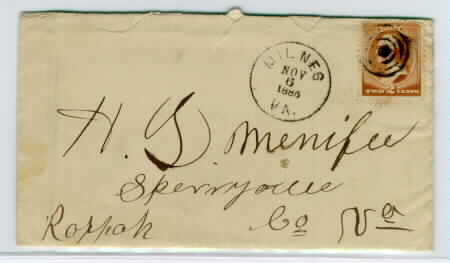 MILNES
NOV
6
1886
VA.
H. G. Menifee
Sperryville
Rappah Co Va